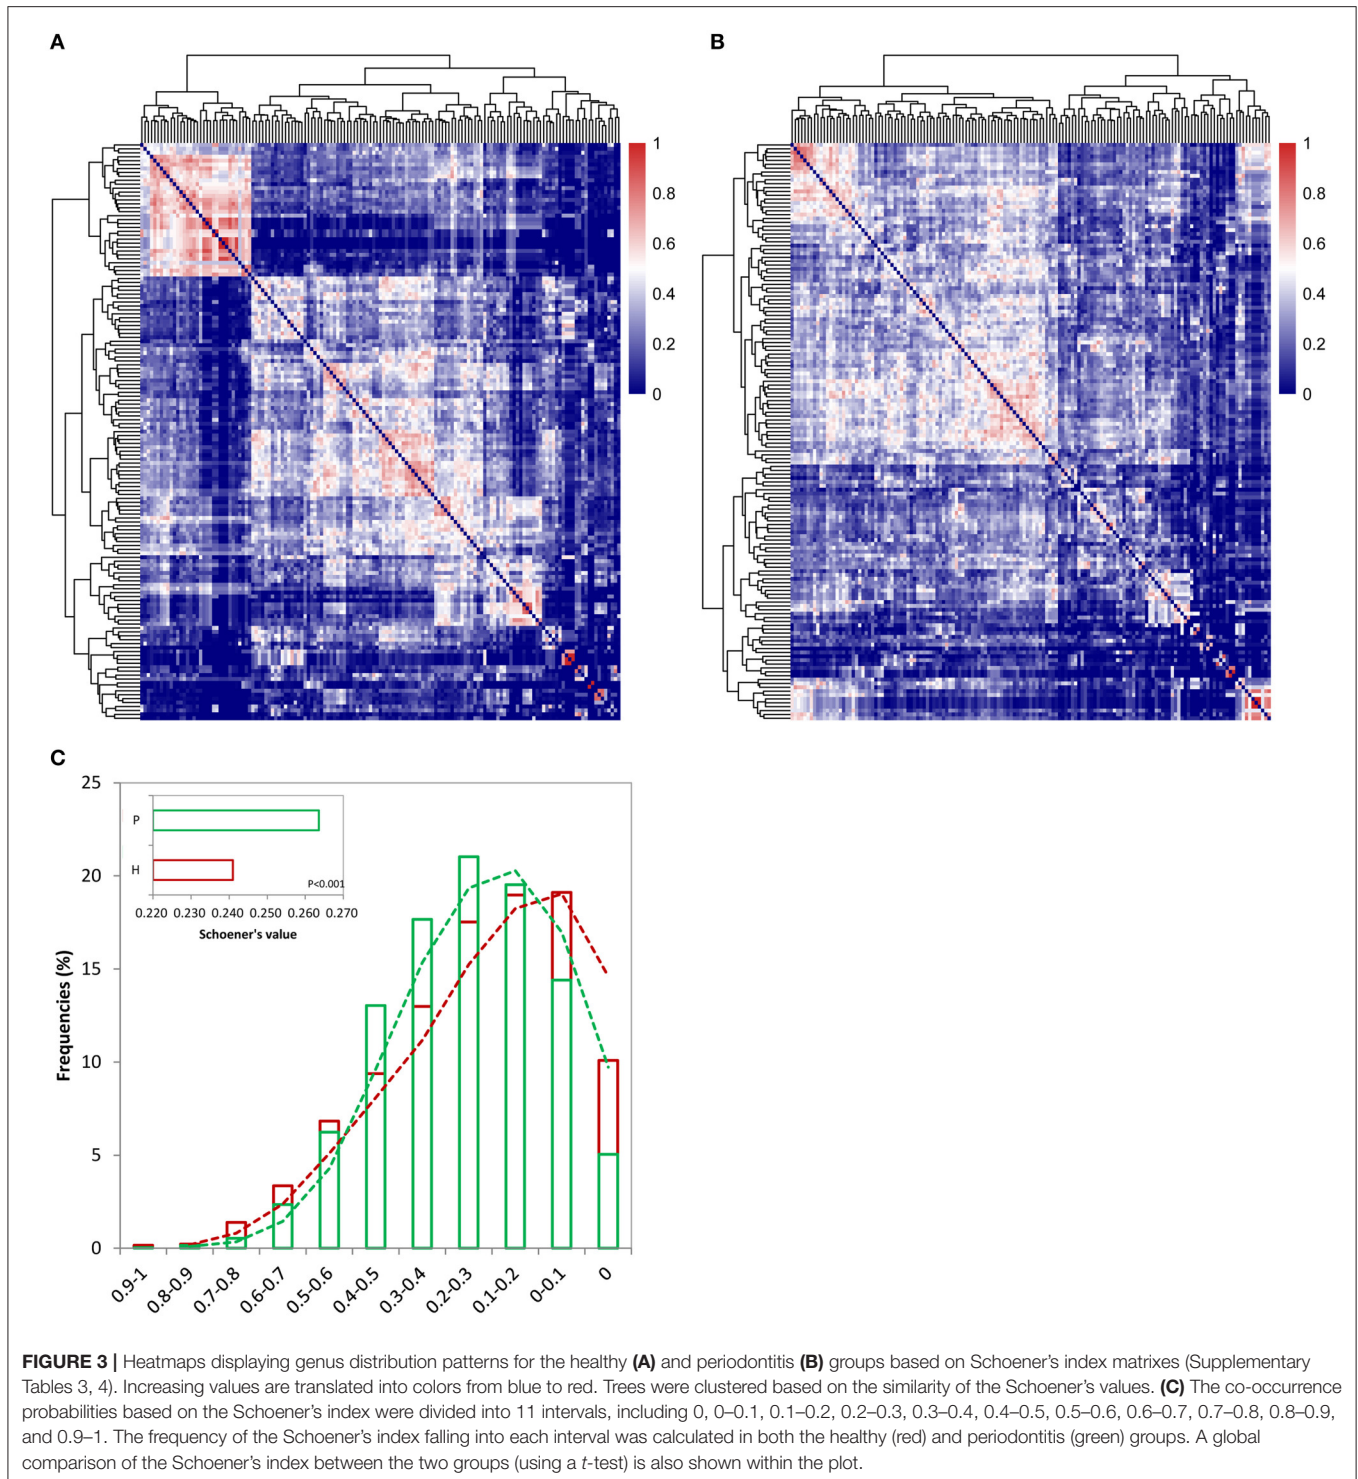 A
B
1
0.8
0.6
0.4
0.2
0
1
0.8
0.6
0.4
0.2
0
C
25
20
15
10
5
0
Frequencies (%)
P
H
P<0.001
0.220 0.230 0.240 0.250 0.260 0.270
Schoener's value
0.9-1 0.8-0.9 0.7-0.8 0.6-0.7 0.5-0.6 0.4-0.5 0.3-0.4 0.2-0.3 0.1-0.2 0-0.1 0
FIGURE 3 | Heatmaps displaying genus distribution patterns for the healthy (A) and periodontitis (B) groups based on Schoener's index matrixes (Supplementary
Tables 3, 4). Increasing values are translated into colors from blue to red. Trees were clustered based on the similarity of the Schoener's values. (C) The co-occurrence
probabilities based on the Schoener's index were divided into 11 intervals, including 0, 0–0.1, 0.1–0.2, 0.2–0.3, 0.3–0.4, 0.4–0.5, 0.5–0.6, 0.6–0.7, 0.7–0.8, 0.8–0.9,
and 0.9–1. The frequency of the Schoener's index falling into each interval was calculated in both the healthy (red) and periodontitis (green) groups. A global
comparison of the Schoener's index between the two groups (using a t-test) is also shown within the plot.